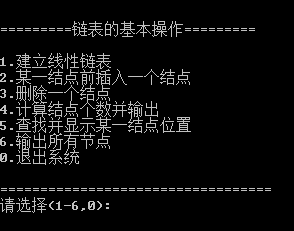 =========链表的基本操作=========
1.建立线性链表
2.某一结点前插入一个结点
3.删除一个结点
4.计算结点个数并输出
5.查找并显示某一结点位置
6.输出所有节点
0.退出系统
==================================
请选择(1-6,0):